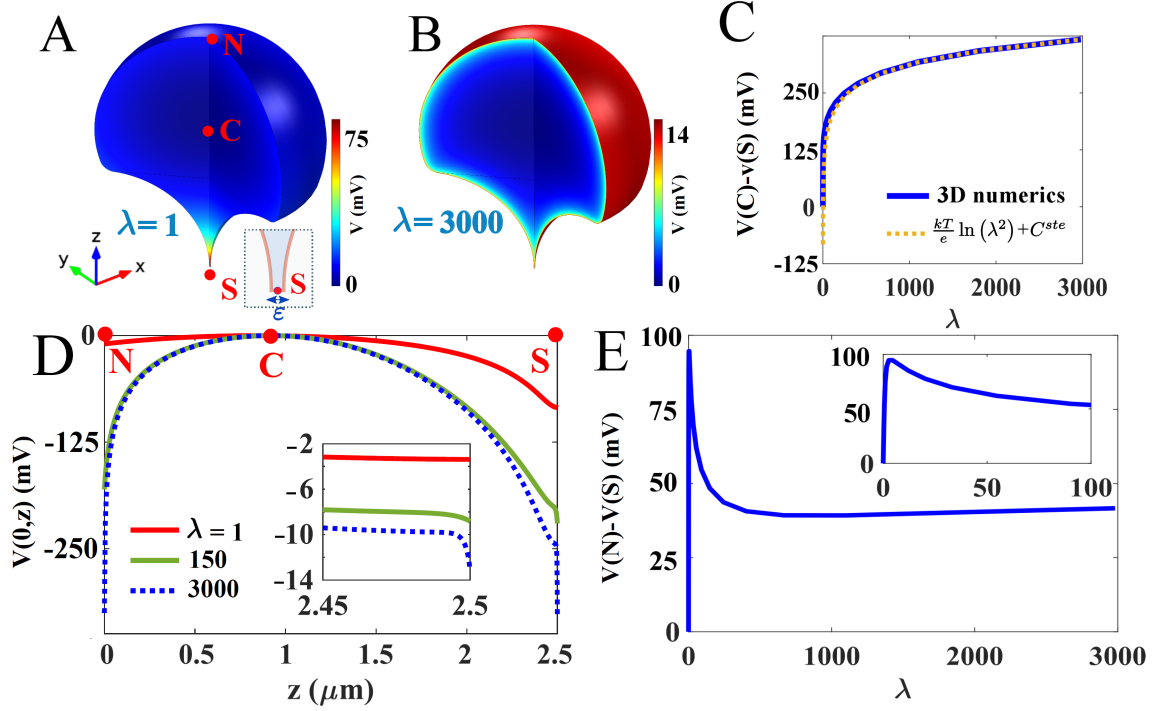 A
N
C
S
λ = 1
z
y
x
S
ε
75
V (mV)
0
B
λ = 3000
14
V (mV)
0
C
V(C)-v(S) (mV)
250
125
0
-125
0
1000
2000
3000
λ
3D numerics
kT/e ln (λ²) + C^ste
D
N
C
S
V(0,z) (mV)
0
-125
-250
0
0.5
1
1.5
2
2.5
z (μm)
λ = 1
150
3000
-2
-6
-10
-14
2.45
2.5
E
V(N)-V(S) (mV)
100
75
50
25
0
0
1000
2000
3000
λ
100
50
0
0
50
100